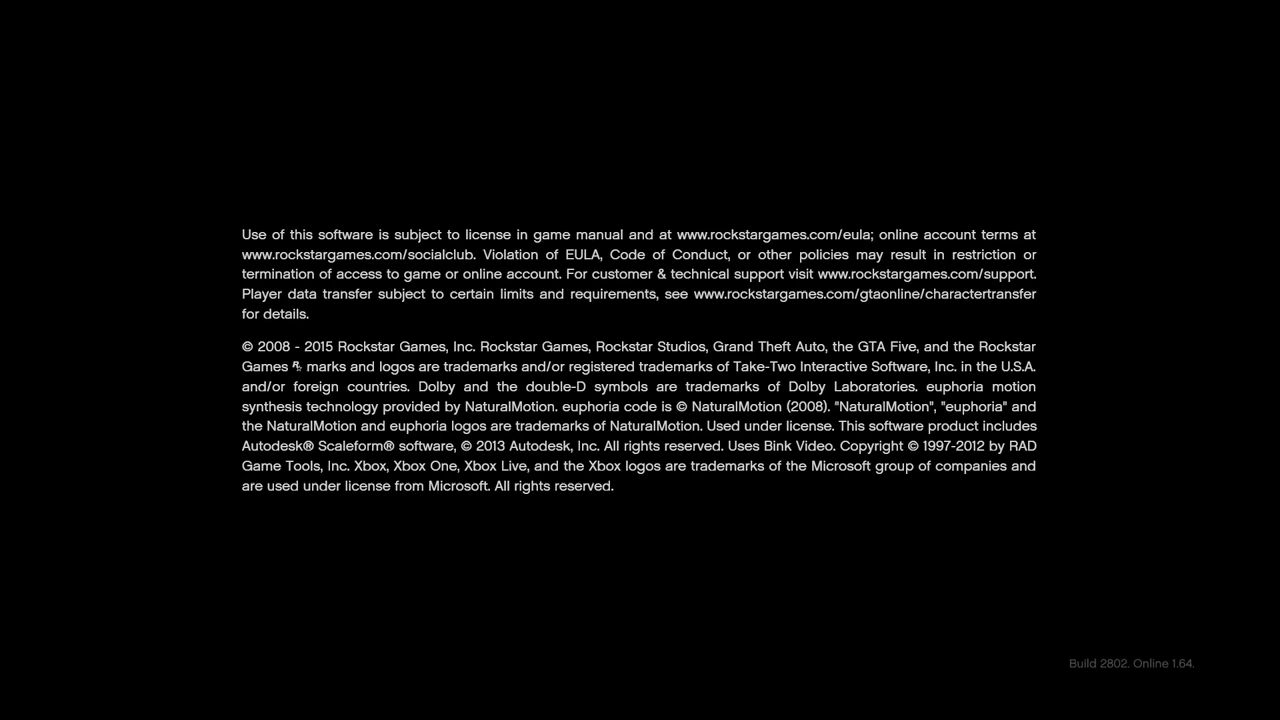 Use of this software is subject to license in game manual and at www.rockstargames.com/eula; online account terms at
www.rockstargames.com/socialclub. Violation of EULA, Code of Conduct, or other policies may result in restriction or
termination of access to game or online account. For customer & technical support visit www.rockstargames.com/support.
Player data transfer subject to certain limits and requirements, see www.rockstargames.com/gtaonline/charactertransfer
for details.
© 2008 - 2015 Rockstar Games, Inc. Rockstar Games, Rockstar Studios, Grand Theft Auto, the GTA Five, and the Rockstar
Games R* marks and logos are trademarks and/or registered trademarks of Take-Two Interactive Software, Inc. in the U.S.A.
and/or foreign countries. Dolby and the double-D symbols are trademarks of Dolby Laboratories. euphoria motion
synthesis technology provided by NaturalMotion. euphoria code is © NaturalMotion (2008). "NaturalMotion", "euphoria" and
the NaturalMotion and euphoria logos are trademarks of NaturalMotion. Used under license. This software product includes
Autodesk® Scaleform® software, © 2013 Autodesk, Inc. All rights reserved. Uses Bink Video. Copyright © 1997-2012 by RAD
Game Tools, Inc. Xbox, Xbox One, Xbox Live, and the Xbox logos are trademarks of the Microsoft group of companies and
are used under license from Microsoft. All rights reserved.
Build 2802. Online 1.64.